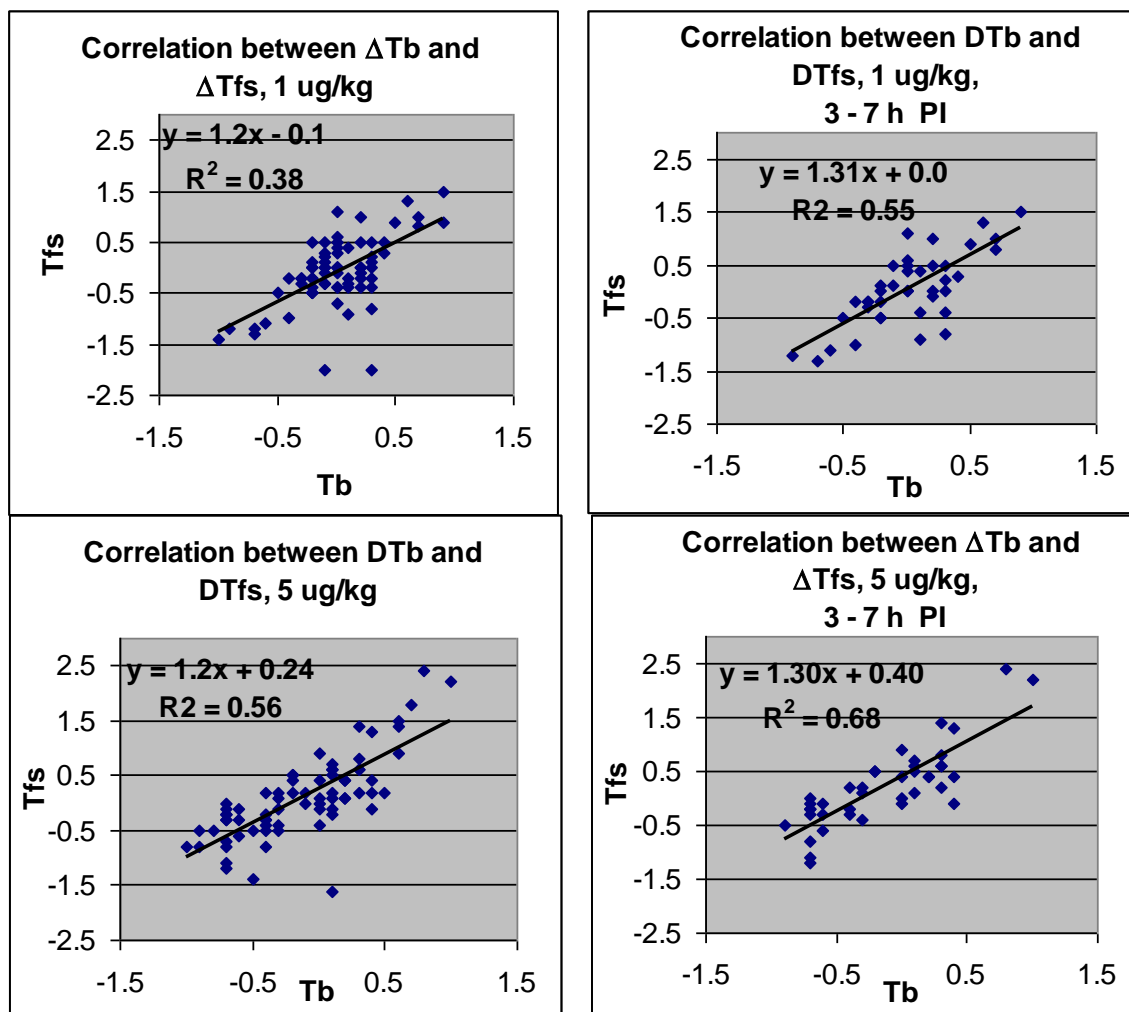 Correlation between ΔTb and
ΔTfs, 1 ug/kg
y = 1.2x - 0.1
R² = 0.38
2.5
1.5
0.5
-0.5
-1.5
-2.5
Tfs
-1.5 -0.5 0.5 1.5
Tb
Correlation between DTb and
DTfs, 1 ug/kg,
3 - 7 h PI
y = 1.31x + 0.0
R2 = 0.55
2.5
1.5
0.5
-0.5
-1.5
-2.5
Tfs
-1.5 -0.5 0.5 1.5
Tb
Correlation between DTb and
DTfs, 5 ug/kg
y = 1.2x + 0.24
R2 = 0.56
2.5
1.5
0.5
-0.5
-1.5
-2.5
Tfs
-1.5 -0.5 0.5 1.5
Tb
Correlation between ΔTb and
ΔTfs, 5 ug/kg,
3 - 7 h PI
y = 1.30x + 0.40
R² = 0.68
2.5
1.5
0.5
-0.5
-1.5
-2.5
Tfs
-1.5 -0.5 0.5 1.5
Tb